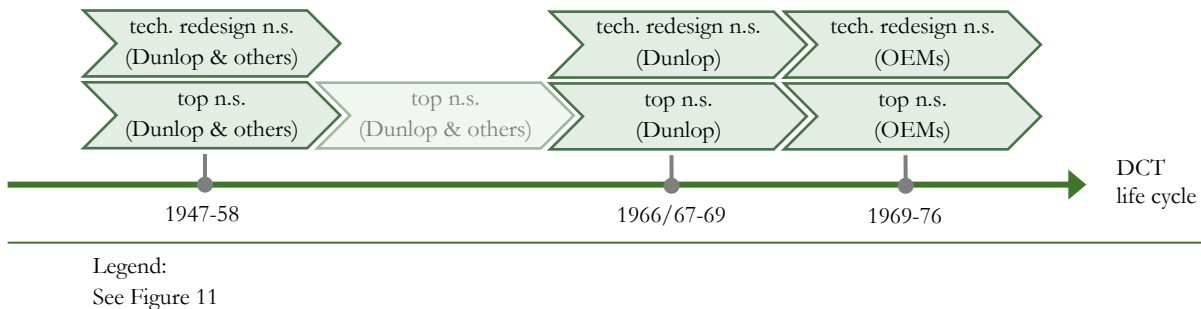 tech. redesign n.s.
(Dunlop & others)
tech. redesign n.s.
(Dunlop)
tech. redesign n.s.
(OEMs)
top n.s.
(Dunlop & others)
top n.s.
(Dunlop & others)
top n.s.
(Dunlop)
top n.s.
(OEMs)
DCT
life cycle
1947-58
1966/67-69
1969-76
Legend:
See Figure 11